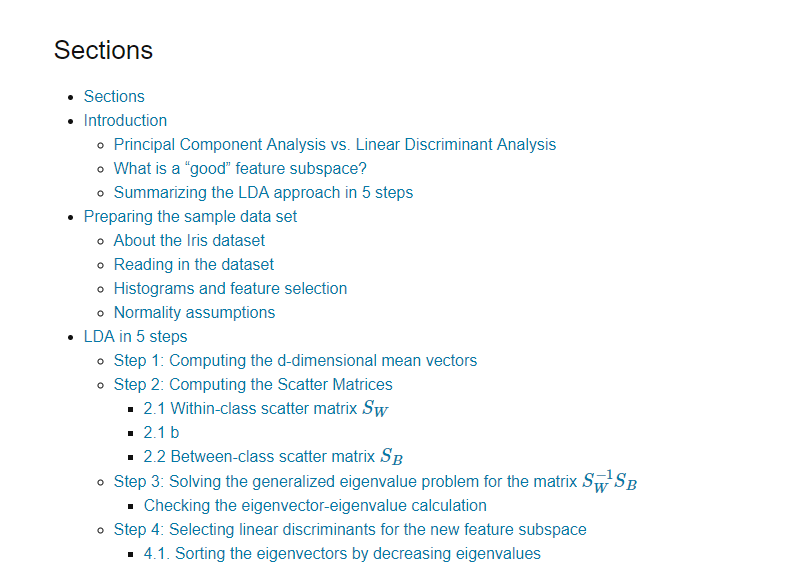 Sections
Sections
Introduction
Principal Component Analysis vs. Linear Discriminant Analysis
What is a “good” feature subspace?
Summarizing the LDA approach in 5 steps
Preparing the sample data set
About the Iris dataset
Reading in the dataset
Histograms and feature selection
Normality assumptions
LDA in 5 steps
Step 1: Computing the d-dimensional mean vectors
Step 2: Computing the Scatter Matrices
2.1 Within-class scatter matrix $S_W$
2.1 b
2.2 Between-class scatter matrix $S_B$
Step 3: Solving the generalized eigenvalue problem for the matrix $S_W^{-1}S_B$
Checking the eigenvector-eigenvalue calculation
Step 4: Selecting linear discriminants for the new feature subspace
4.1. Sorting the eigenvectors by decreasing eigenvalues